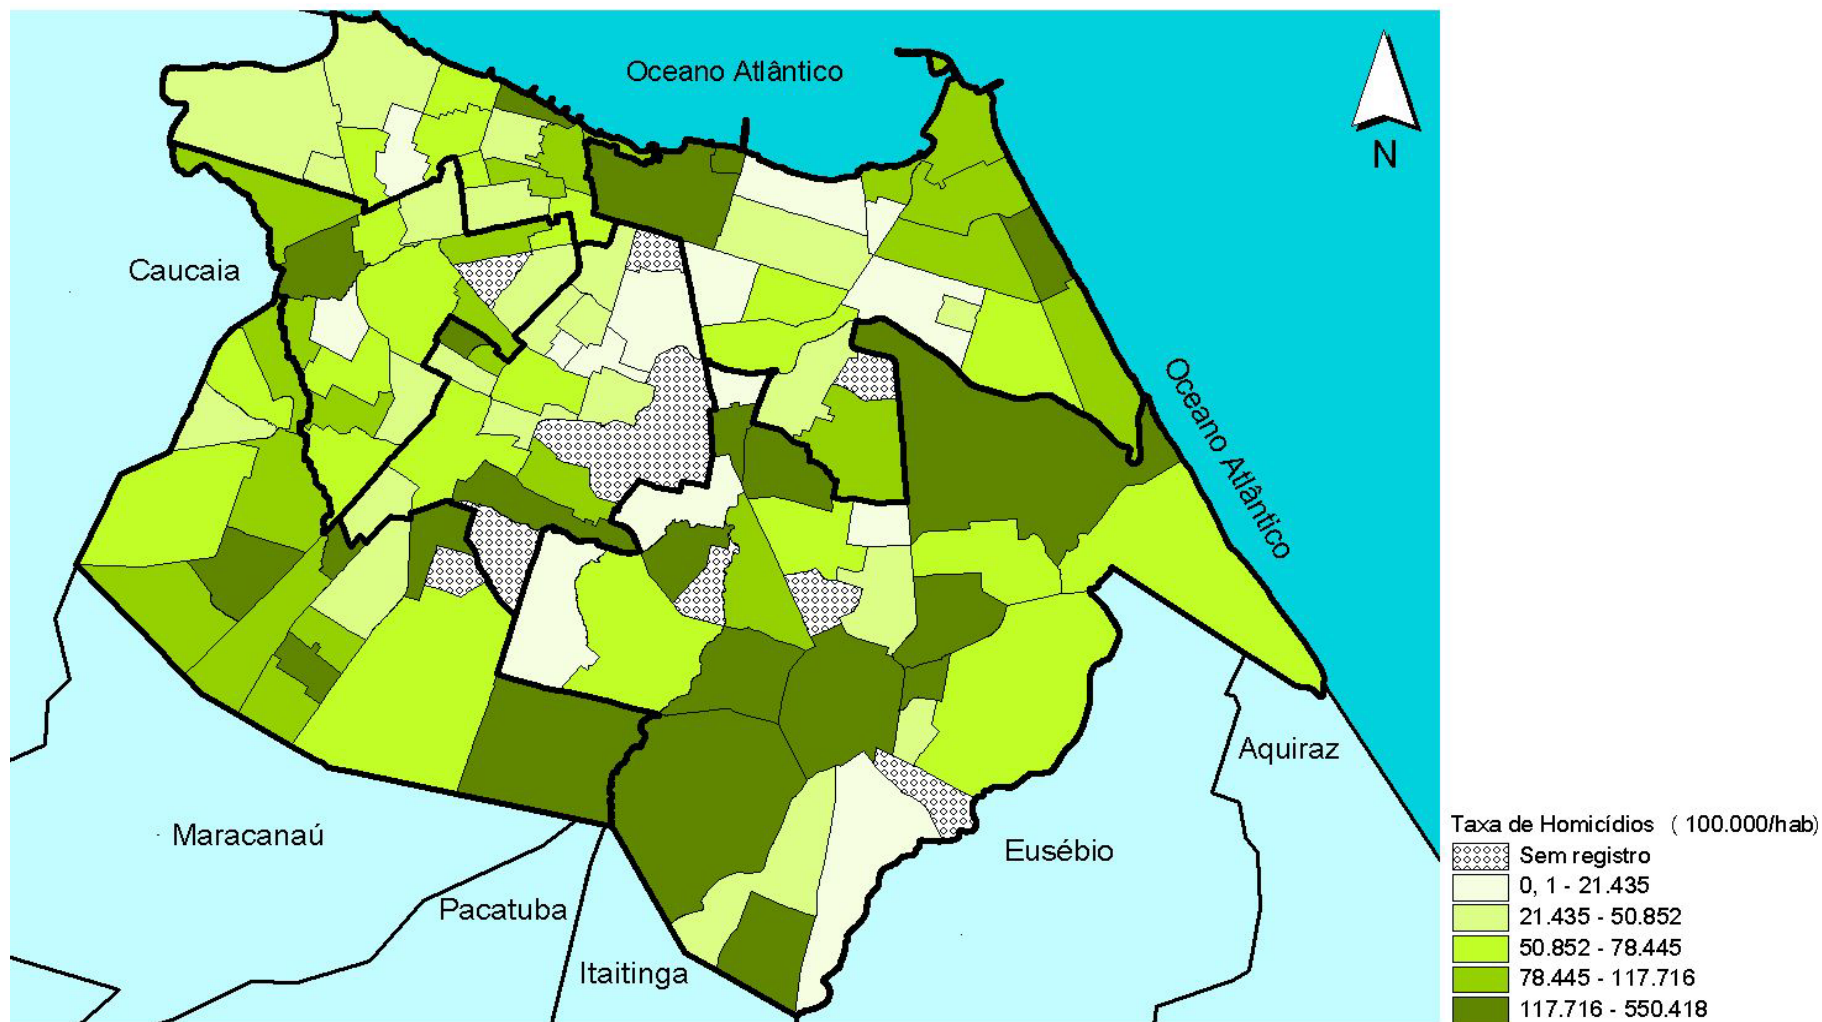 Oceano Atlântico
N
Caucaia
Oceano Atlântico
Aquiraz
Maracanaú
Eusébio
Pacatuba
Itaitinga
Taxa de Homicídios ( 100.000/hab)
Sem registro
0, 1 - 21.435
21.435 - 50.852
50.852 - 78.445
78.445 - 117.716
117.716 - 550.418